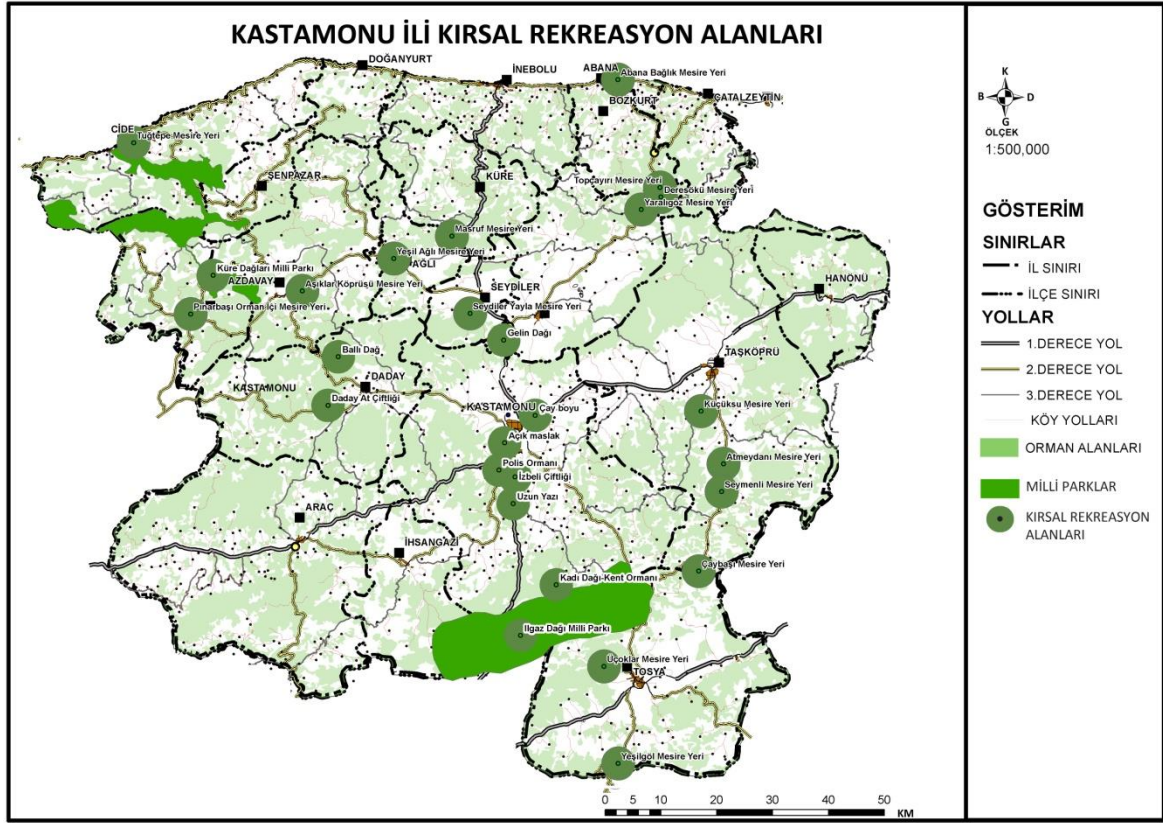 KASTAMONU İLİ KIRSAL REKREASYON ALANLARI
DOĞANYURT
İNEBOLU
ABANA
Abana Bağlık Mesire Yeri
BOZKURT
ÇATALZEYTİN
CİDE
Tuğtepe Mesire Yeri
ŞENPAZAR
KÜRE
Topçayırı Mesire Yeri
Deresökü Mesire Yeri
Yaralıgöz Mesire Yeri
Masruf Mesire Yeri
Yeşil Ağlı Mesire Yeri
AĞLI
Küre Dağları Milli Parkı
AZDAVAY
Aşıklar Köprüsü Mesire Yeri
SEYDİLER
HANÖNÜ
Pınarbaşı Orman İçi Mesire Yeri
Seydiler Yayla Mesire Yeri
Gelin Dağı
Ballı Dağ
TAŞKÖPRÜ
DADAY
KASTAMONU
Daday At Çiftliği
KASTAMONU
Çay boyu
Küçüksu Mesire Yeri
Açık maslak
Polis Ormanı
İzbeli Çiftliği
Atmeydanı Mesire Yeri
Uzun Yazı
Seymenli Mesire Yeri
ARAÇ
İHSANGAZİ
Çaybaşı Mesire Yeri
Kadı Dağı-Kent Ormanı
Ilgaz Dağı Milli Parkı
Üçoklar Mesire Yeri
TOSYA
Yeşilgöl Mesire Yeri
0 5 10 20 30 40 50
KM
K
B D
G
ÖLÇEK
1:500,000
GÖSTERİM
SINIRLAR
İL SINIRI
İLÇE SINIRI
YOLLAR
1.DERECE YOL
2.DERECE YOL
3.DERECE YOL
KÖY YOLLARI
ORMAN ALANLARI
MİLLİ PARKLAR
KIRSAL REKREASYON
ALANLARI